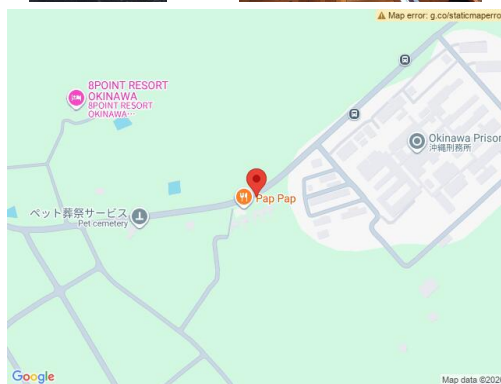 Map error: g.co/staticmaperro
8POINT RESORT
OKINAWA
8POINT RESORT
OKINAWA…
Okinawa Prison
沖縄刑務所
Pap Pap
ペット葬祭サービス
Pet cemetery
Google
Map data ©2026